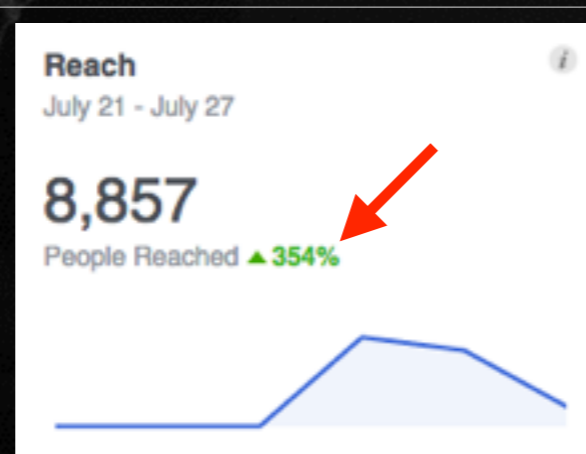 Reach
i
July 21 - July 27
8,857
People Reached ▲ 354%